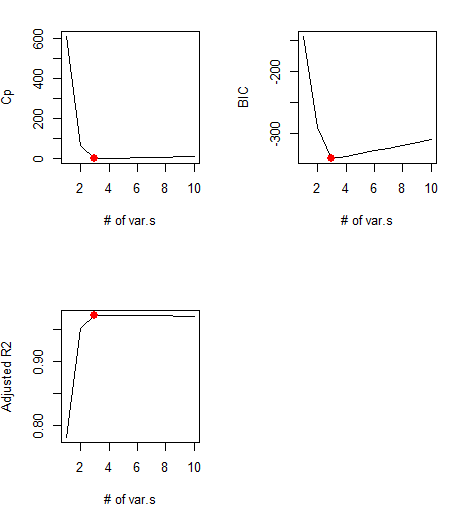 Cp
600
400
200
0
2 4 6 8 10
# of var.s
BIC
-200
-300
2 4 6 8 10
# of var.s
Adjusted R2
0.90
0.80
2 4 6 8 10
# of var.s